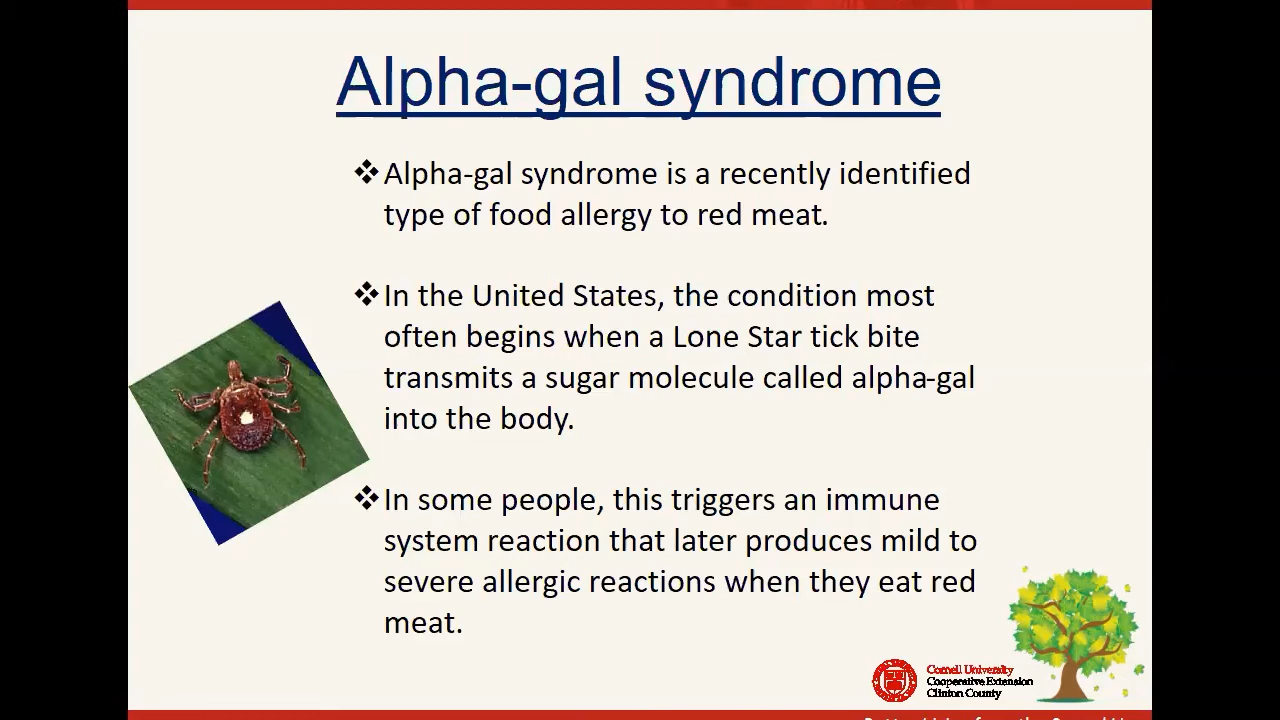 Alpha-gal syndrome
❖Alpha-gal syndrome is a recently identified
type of food allergy to red meat.
❖In the United States, the condition most
often begins when a Lone Star tick bite
transmits a sugar molecule called alpha-gal
into the body.
❖In some people, this triggers an immune
system reaction that later produces mild to
severe allergic reactions when they eat red
meat.
Cornell University
Cooperative Extension
Clinton County